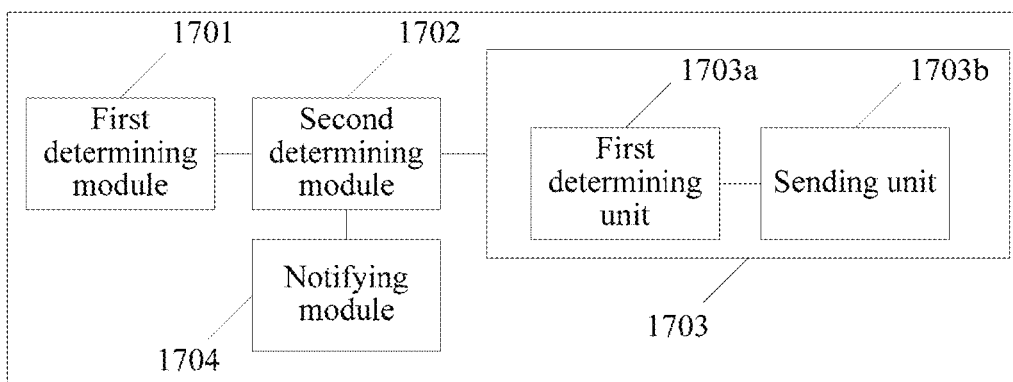 1701
1702
1703a
1703b
First
determining
module
Second
determining
module
First
determining
unit
Sending unit
Notifying
module
1704
1703